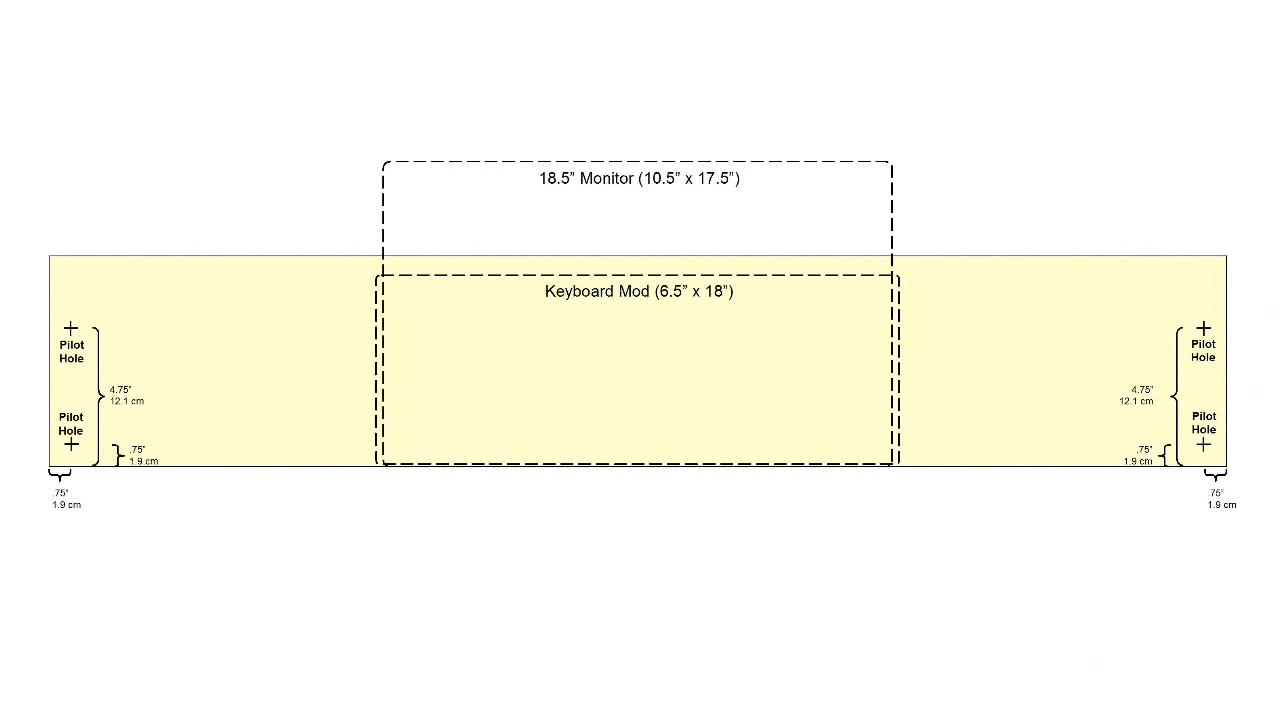 18.5” Monitor (10.5” x 17.5”)
Keyboard Mod (6.5” x 18”)
Pilot
Hole
4.75”
12.1 cm
Pilot
Hole
.75”
1.9 cm
.75”
1.9 cm
Pilot
Hole
4.75”
12.1 cm
Pilot
Hole
.75”
1.9 cm
.75”
1.9 cm